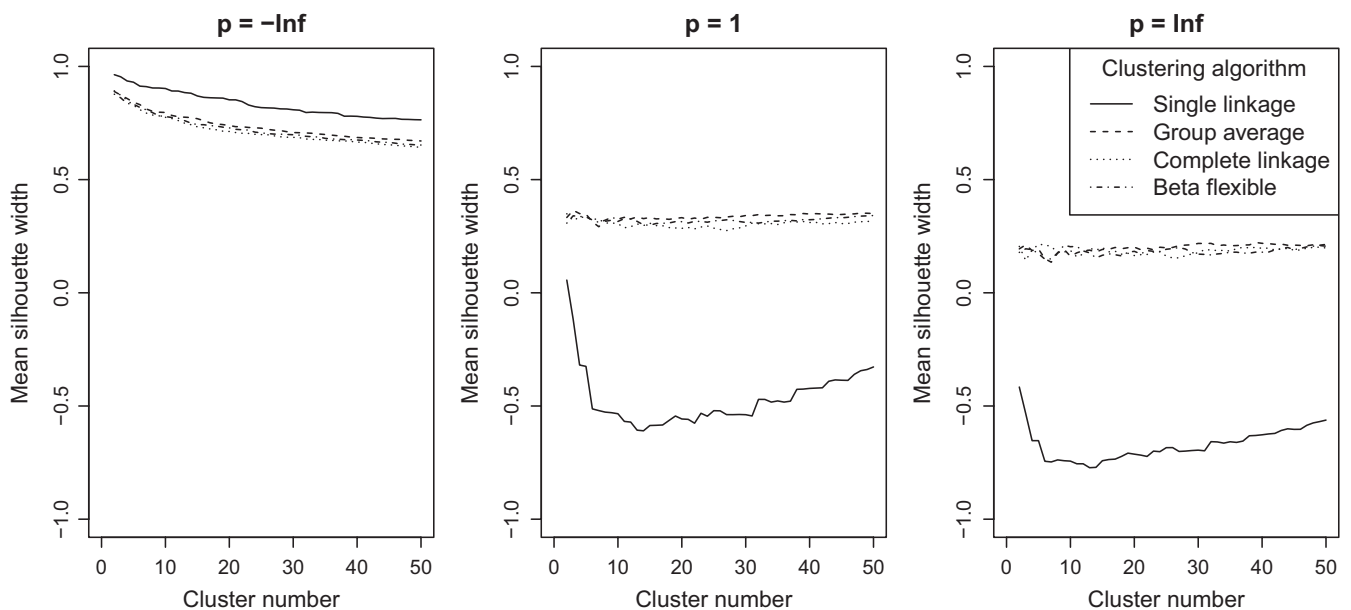 p = −Inf
p = 1
p = Inf
Mean silhouette width
1.0
0.5
0.0
−0.5
−1.0
0 10 20 30 40 50
Cluster number
Mean silhouette width
1.0
0.5
0.0
−0.5
−1.0
0 10 20 30 40 50
Cluster number
Mean silhouette width
1.0
0.5
0.0
−0.5
−1.0
0 10 20 30 40 50
Cluster number
Clustering algorithm
Single linkage
Group average
Complete linkage
Beta flexible